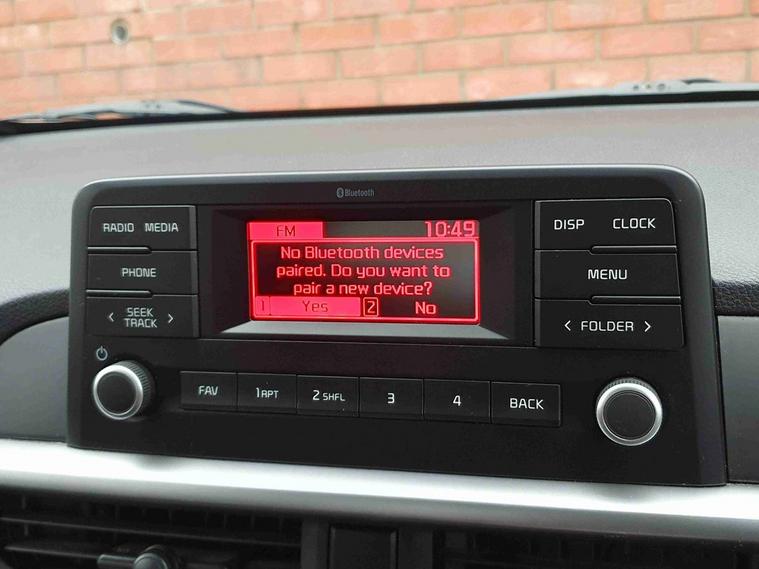 Bluetooth
RADIO MEDIA
PHONE
SEEK
TRACK
FM 10:49
No Bluetooth devices
paired. Do you want to
pair a new device?
1 Yes 2 No
DISP CLOCK
MENU
FOLDER
FAV 1 RPT 2 SHFL 3 4 BACK